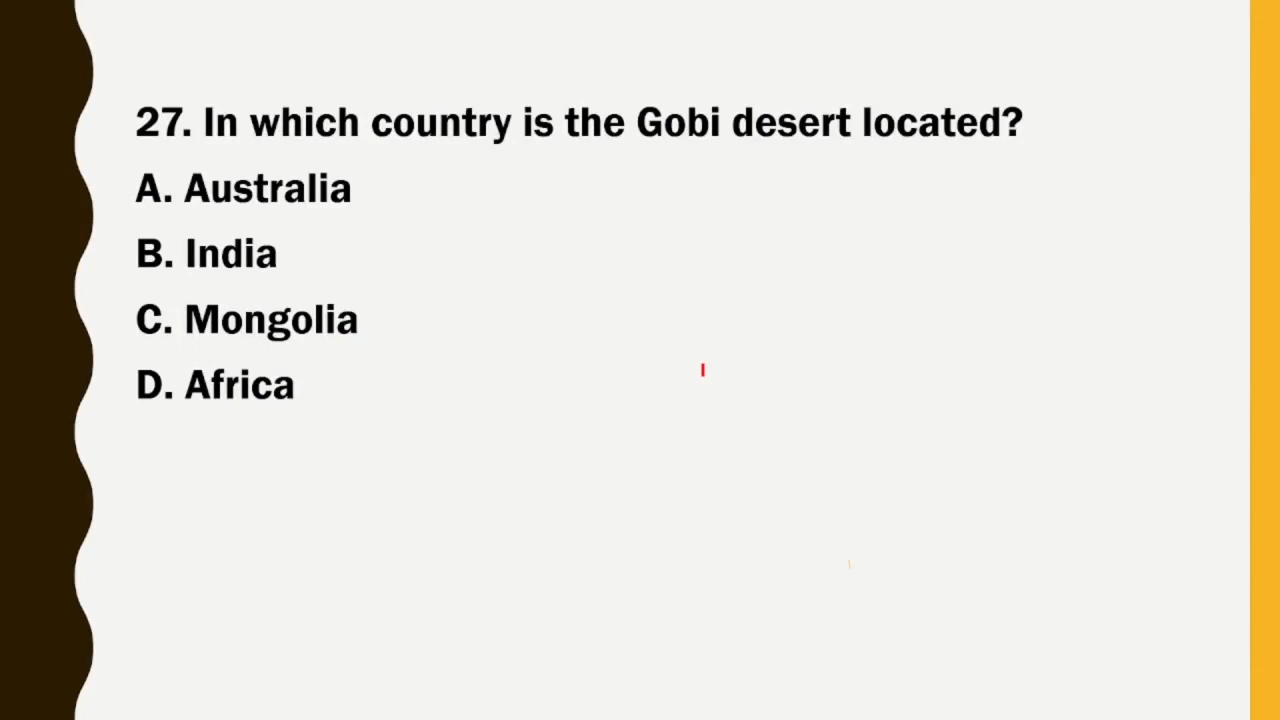 27. In which country is the Gobi desert located?
A. Australia
B. India
C. Mongolia
D. Africa